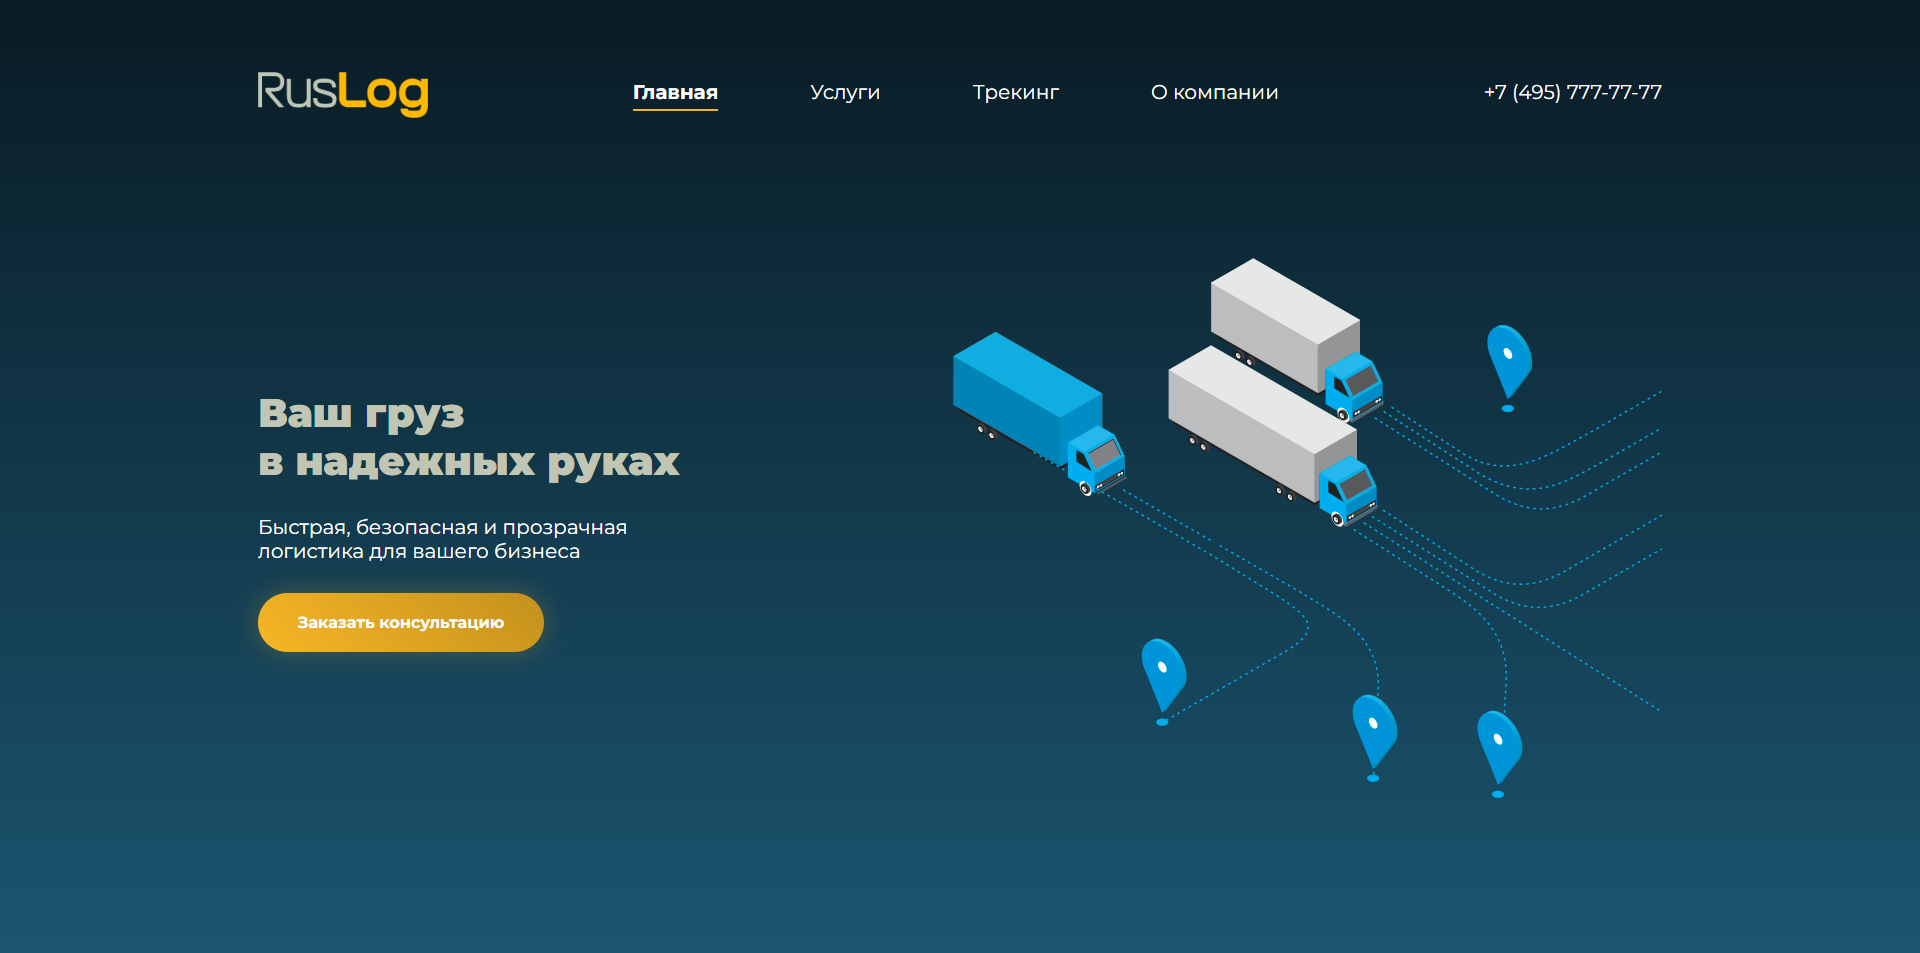 RusLog
Главная
Услуги
Трекинг
О компании
+7 (495) 777-77-77
Ваш груз
в надежных руках
Быстрая, безопасная и прозрачная
логистика для вашего бизнеса
Заказать консультацию